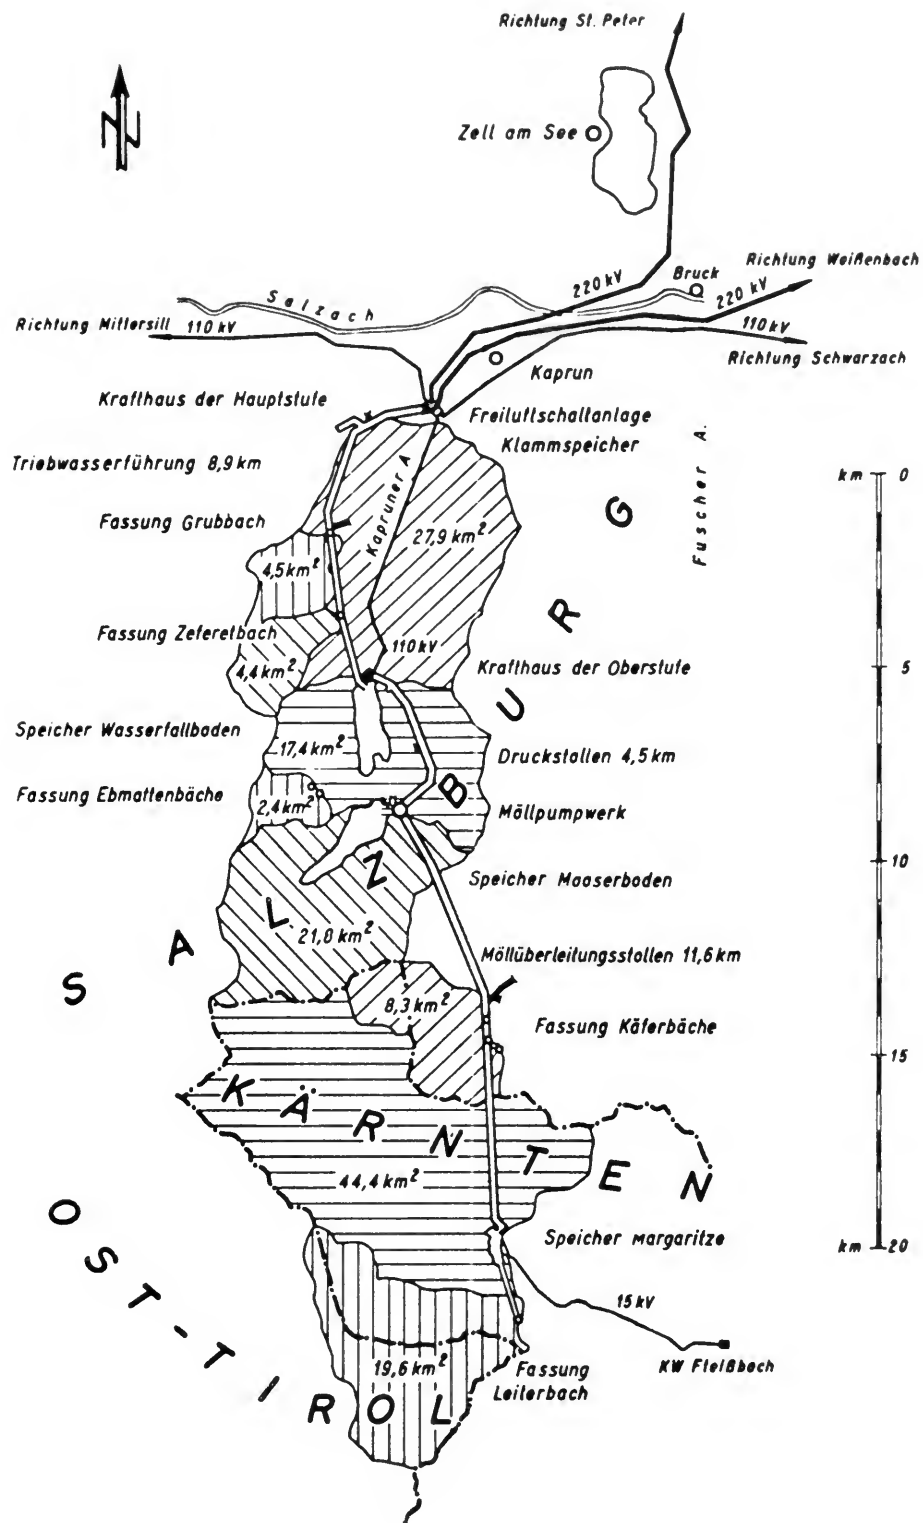 Richtung St. Peter
N
Zell am See
Richtung Weißenbach
Bruck
220 kV
220 kV
Salzach
Richtung Mittersill
110 kV
110 kV
Richtung Schwarzach
Kaprun
Krafthaus der Hauptstufe
Freiluftschaltanlage
Klammspeicher
Triebwasserführung 8,9 km
Fuscher A.
km 0
Kapruner A
Fassung Grubbach
27,9 km²
4,5 km²
Fassung Zeferetbach
110 kV
4,4 km²
Krafthaus der Oberstufe
5
Speicher Wasserfallboden
17,4 km²
Druckstollen 4,5 km
Fassung Ebmattenbäche
2,4 km²
Möllpumpwerk
10
Speicher Mooserboden
21,8 km²
SALZBURG
Möllüberleitungsstollen 11,6 km
8,3 km²
Fassung Käferbäche
15
KÄRNTEN
44,4 km²
Speicher Margaritze
km 20
15 kV
KW Fleißbach
19,6 km²
Fassung
Leiterbach
OST-TIROL